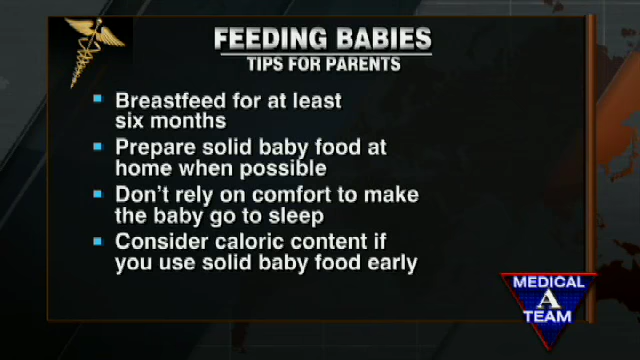 FEEDING BABIES
TIPS FOR PARENTS
Breastfeed for at least
six months
Prepare solid baby food at
home when possible
Don't rely on comfort to make
the baby go to sleep
Consider caloric content if
you use solid baby food early
MEDICAL
A
TEAM